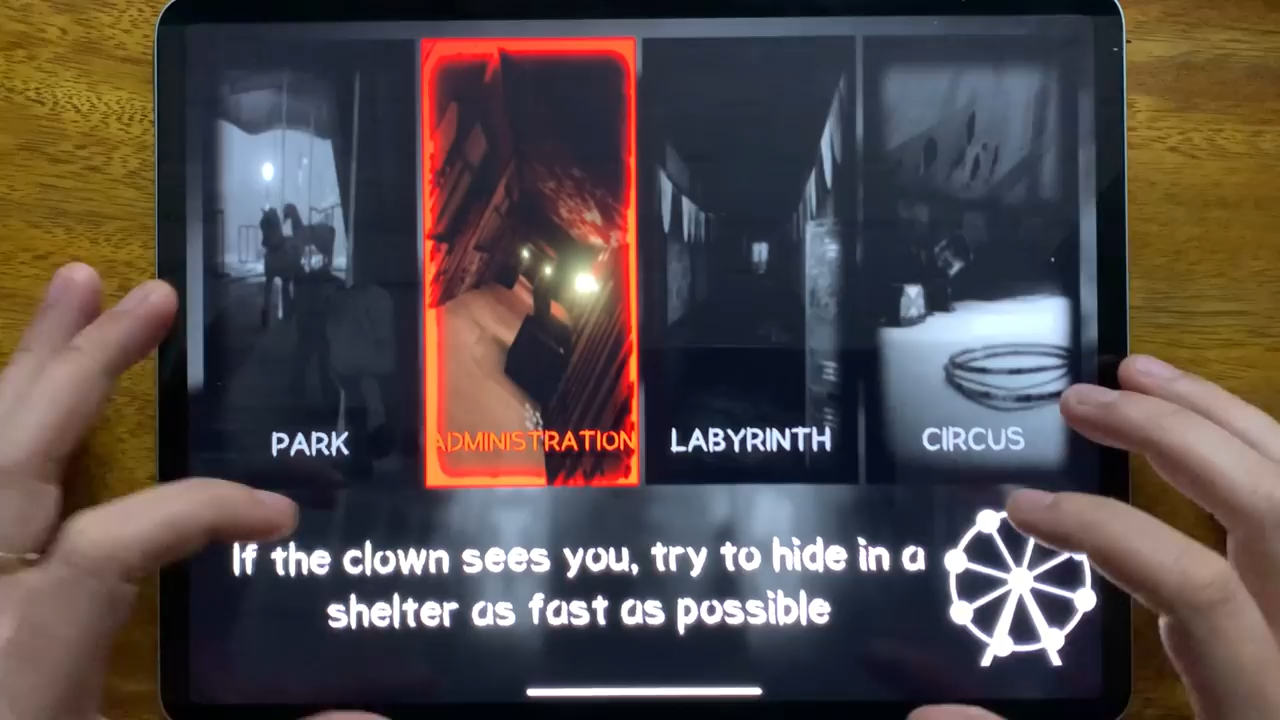 PARK
ADMINISTRATION
LABYRINTH
CIRCUS
If the clown sees you, try to hide in a
shelter as fast as possible